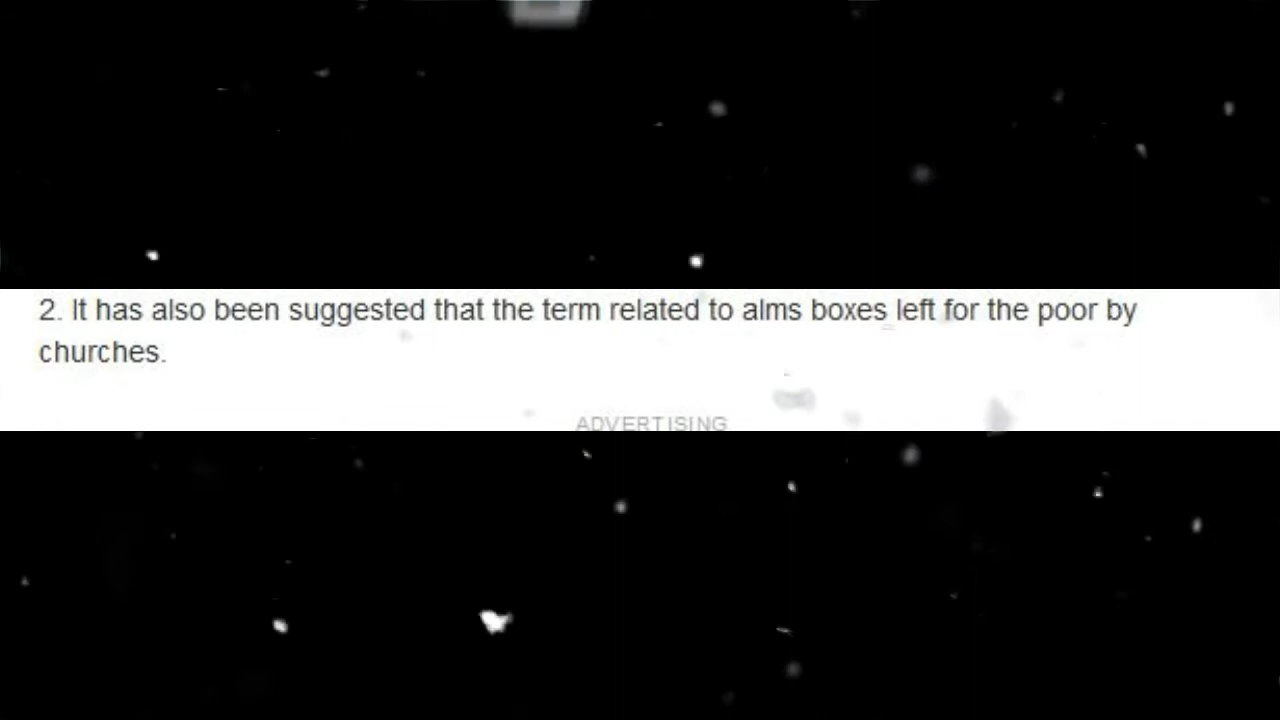 2. It has also been suggested that the term related to alms boxes left for the poor by
churches.
ADVERTISING